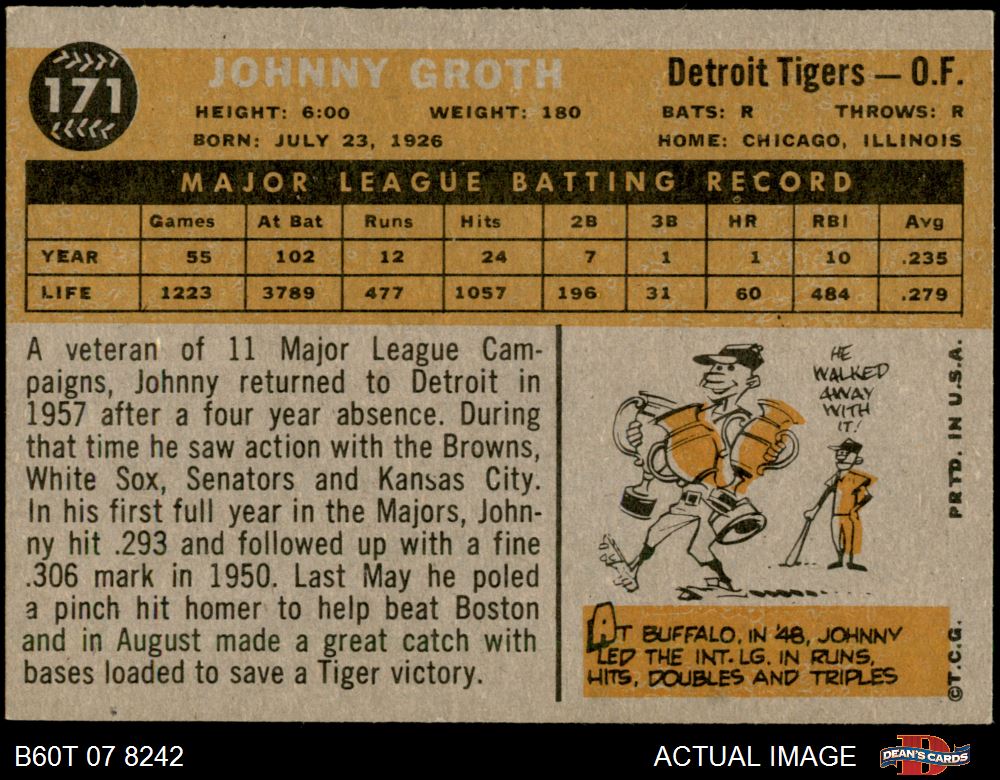 171
JOHNNY GROTH
Detroit Tigers — O.F.
HEIGHT: 6:00 WEIGHT: 180 BATS: R THROWS: R
BORN: JULY 23, 1926 HOME: CHICAGO, ILLINOIS
MAJOR LEAGUE BATTING RECORD
Games At Bat Runs Hits 2B 3B HR RBI Avg
YEAR 55 102 12 24 7 1 1 10 .235
LIFE 1223 3789 477 1057 196 31 60 484 .279
A veteran of 11 Major League Cam-
paigns, Johnny returned to Detroit in
1957 after a four year absence. During
that time he saw action with the Browns,
White Sox, Senators and Kansas City.
In his first full year in the Majors, John-
ny hit .293 and followed up with a fine
.306 mark in 1950. Last May he poled
a pinch hit homer to help beat Boston
and in August made a great catch with
bases loaded to save a Tiger victory.
HE
WALKED
AWAY
WITH
IT!
AT BUFFALO, IN '48, JOHNNY
LED THE INT. LG. IN RUNS,
HITS, DOUBLES AND TRIPLES
PRTD. IN U.S.A.
©T.C.G.
B60T 07 8242
ACTUAL IMAGE
DEAN'S CARDS